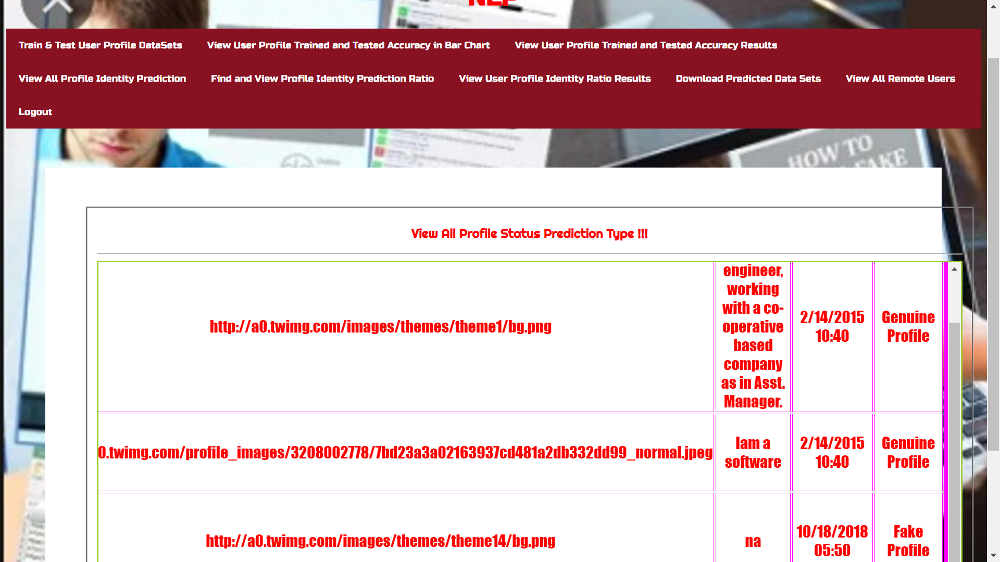 NLP
Train & Test User Profile DataSets
View User Profile Trained and Tested Accuracy in Bar Chart
View User Profile Trained and Tested Accuracy Results
View All Profile Identity Prediction
Find and View Profile Identity Prediction Ratio
View User Profile Identity Ratio Results
Download Predicted Data Sets
View All Remote Users
Logout
HOW TO
FAKE
View All Profile Status Prediction Type !!!
http://a0.twimg.com/images/themes/theme1/bg.png
engineer,
working
with a co-
operative
based
company
as in Asst.
Manager.
2/14/2015
10:40
Genuine
Profile
0.twimg.com/profile_images/3208002778/7bd23a3a02163937cd481a2db332dd99_normal.jpeg
Iam a
software
2/14/2015
10:40
Genuine
Profile
http://a0.twimg.com/images/themes/theme14/bg.png
na
10/18/2018
05:50
Fake
Profile